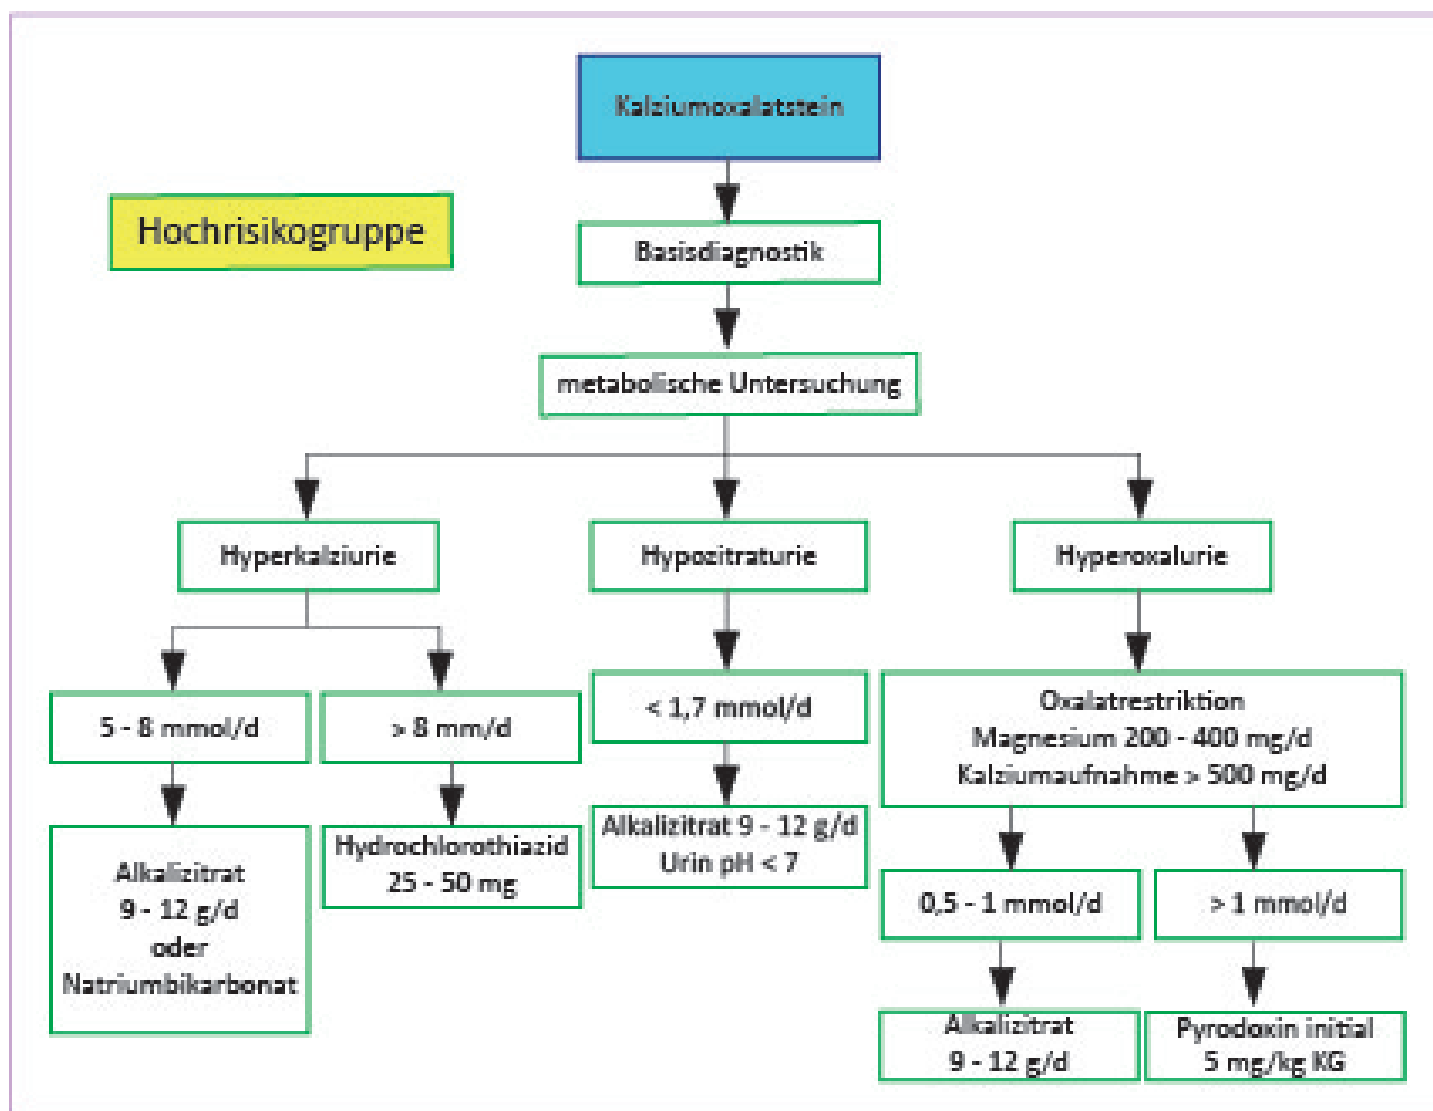 Kalziumoxalatstein
Hochrisikogruppe
Basisdiagnostik
metabolische Untersuchung
Hyperkalziurie
Hypozitraturie
Hyperoxalurie
5 - 8 mmol/d
> 8 mm/d
< 1,7 mmol/d
Oxalatrestriktion
Magnesium 200 - 400 mg/d
Kalziumaufnahme > 500 mg/d
Alkalizitrat
9 - 12 g/d
oder
Natriumbikarbonat
Hydrochlorothiazid
25 - 50 mg
Alkalizitrat 9 - 12 g/d
Urin pH < 7
0,5 - 1 mmol/d
> 1 mmol/d
Alkalizitrat
9 - 12 g/d
Pyrodoxin initial
5 mg/kg KG